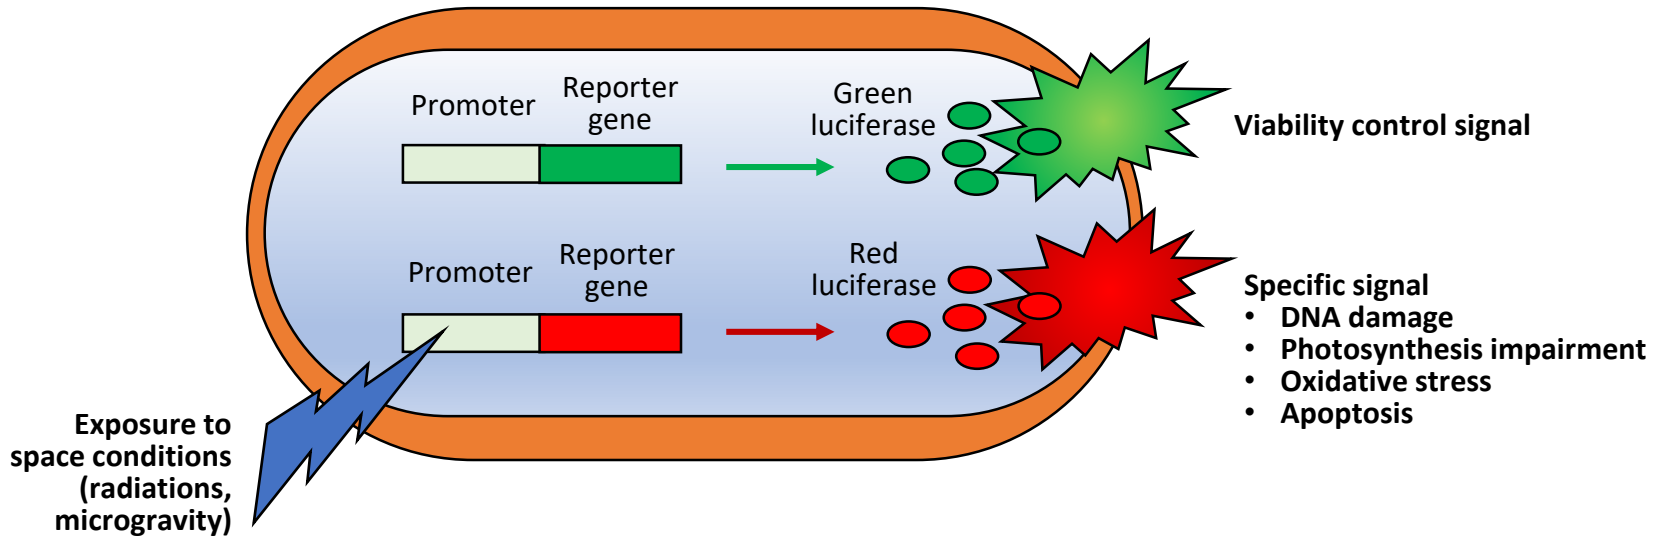 Promoter
Reporter
gene
Green
luciferase
Viability control signal
Promoter
Reporter
gene
Red
luciferase
Specific signal
• DNA damage
• Photosynthesis impairment
• Oxidative stress
• Apoptosis
Exposure to
space conditions
(radiations,
microgravity)